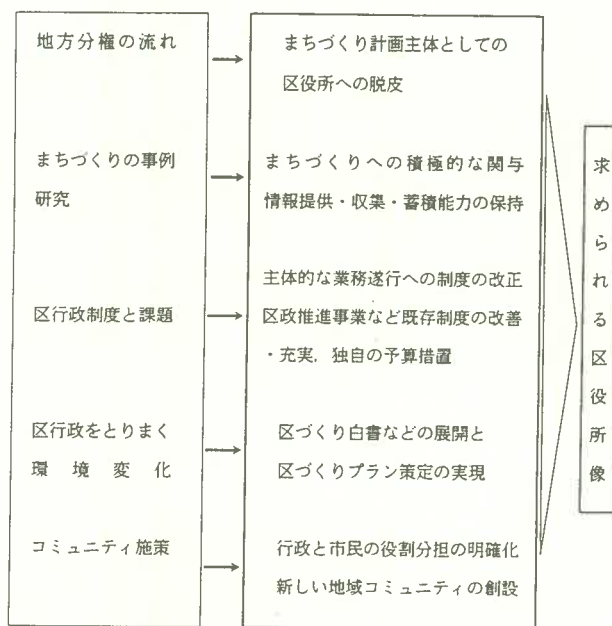 地方分権の流れ
まちづくり計画主体としての
区役所への脱皮
まちづくりの事例
研究
まちづくりへの積極的な関与
情報提供・収集・蓄積能力の保持
区行政制度と課題
主体的な業務遂行への制度の改正
区政推進事業など既存制度の改善
・充実，独自の予算措置
区行政をとりまく
環境変化
区づくり白書などの展開と
区づくりプラン策定の実現
コミュニティ施策
行政と市民の役割分担の明確化
新しい地域コミュニティの創設
求められる区役所像